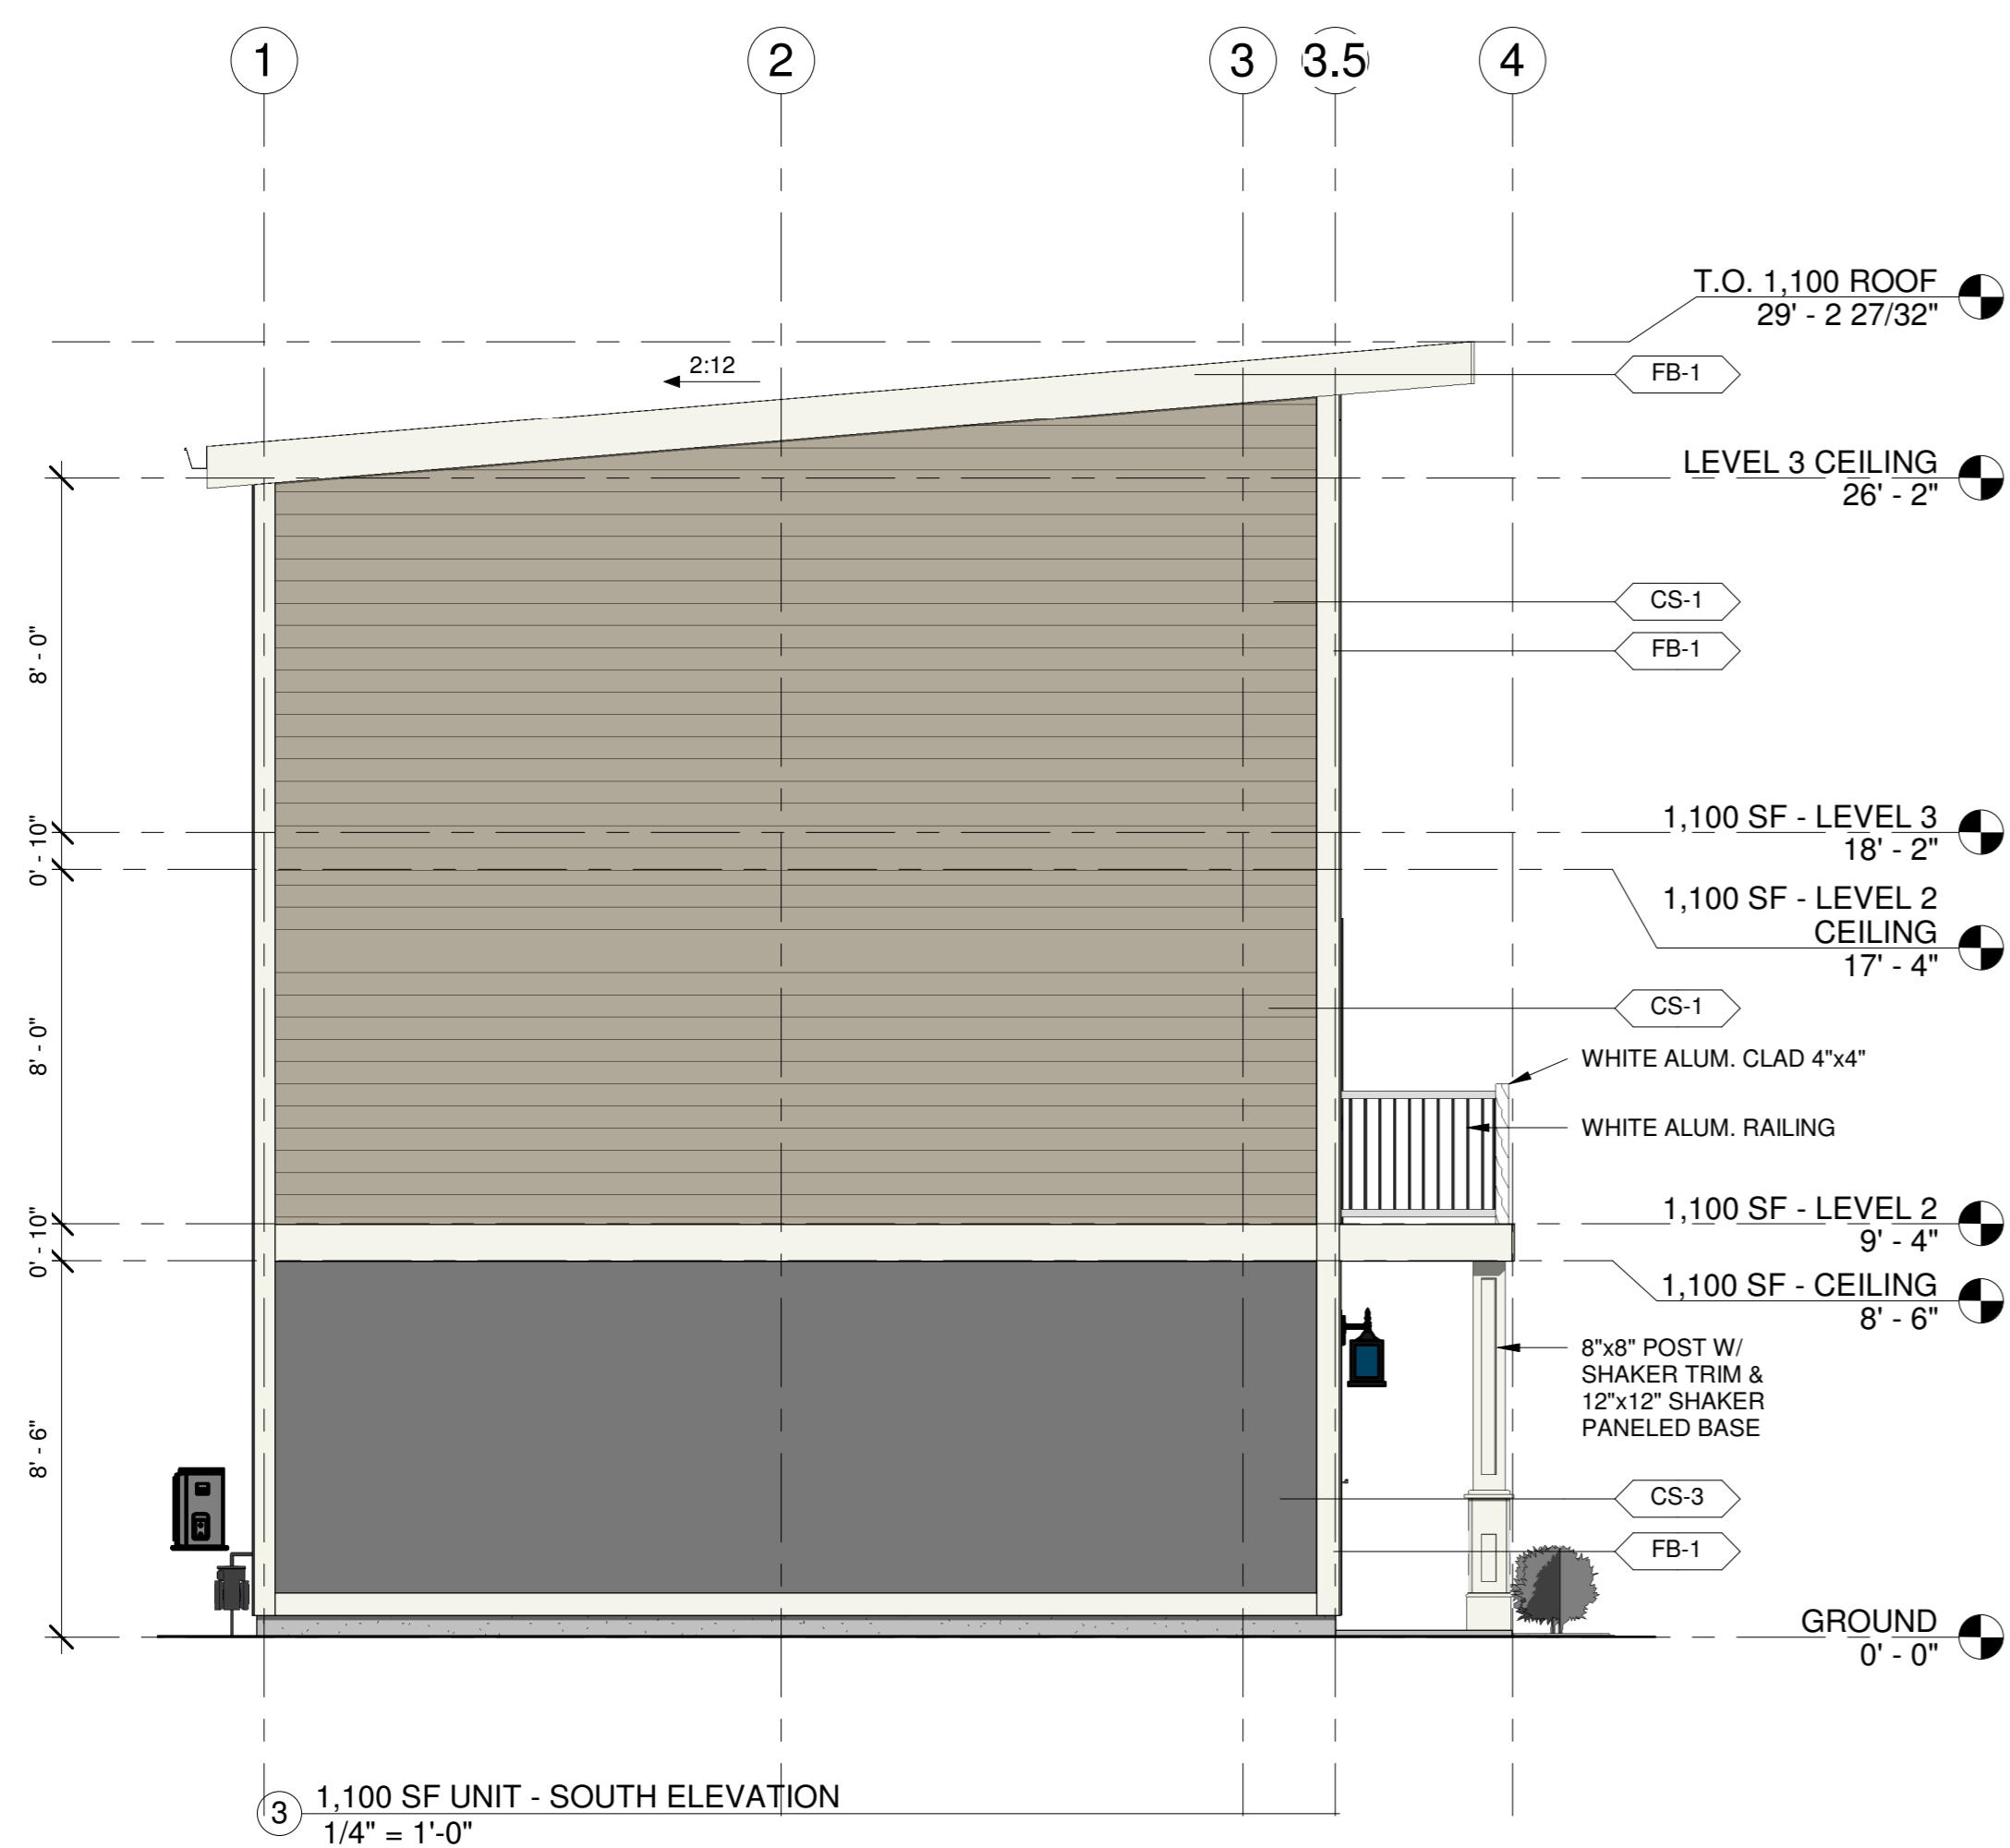 1
2
3
3.5
4
T.O. 1,100 ROOF
29' - 2 27/32"
2:12
FB-1
LEVEL 3 CEILING
26' - 2"
CS-1
FB-1
8' - 0"
1,100 SF - LEVEL 3
18' - 2"
0' - 10"
1,100 SF - LEVEL 2
CEILING
17' - 4"
CS-1
8' - 0"
WHITE ALUM. CLAD 4"x4"
WHITE ALUM. RAILING
1,100 SF - LEVEL 2
9' - 4"
0' - 10"
1,100 SF - CEILING
8' - 6"
8"x8" POST W/
SHAKER TRIM &
12"x12" SHAKER
PANELED BASE
8' - 6"
CS-3
FB-1
GROUND
0' - 0"
3
1,100 SF UNIT - SOUTH ELEVATION
1/4" = 1'-0"